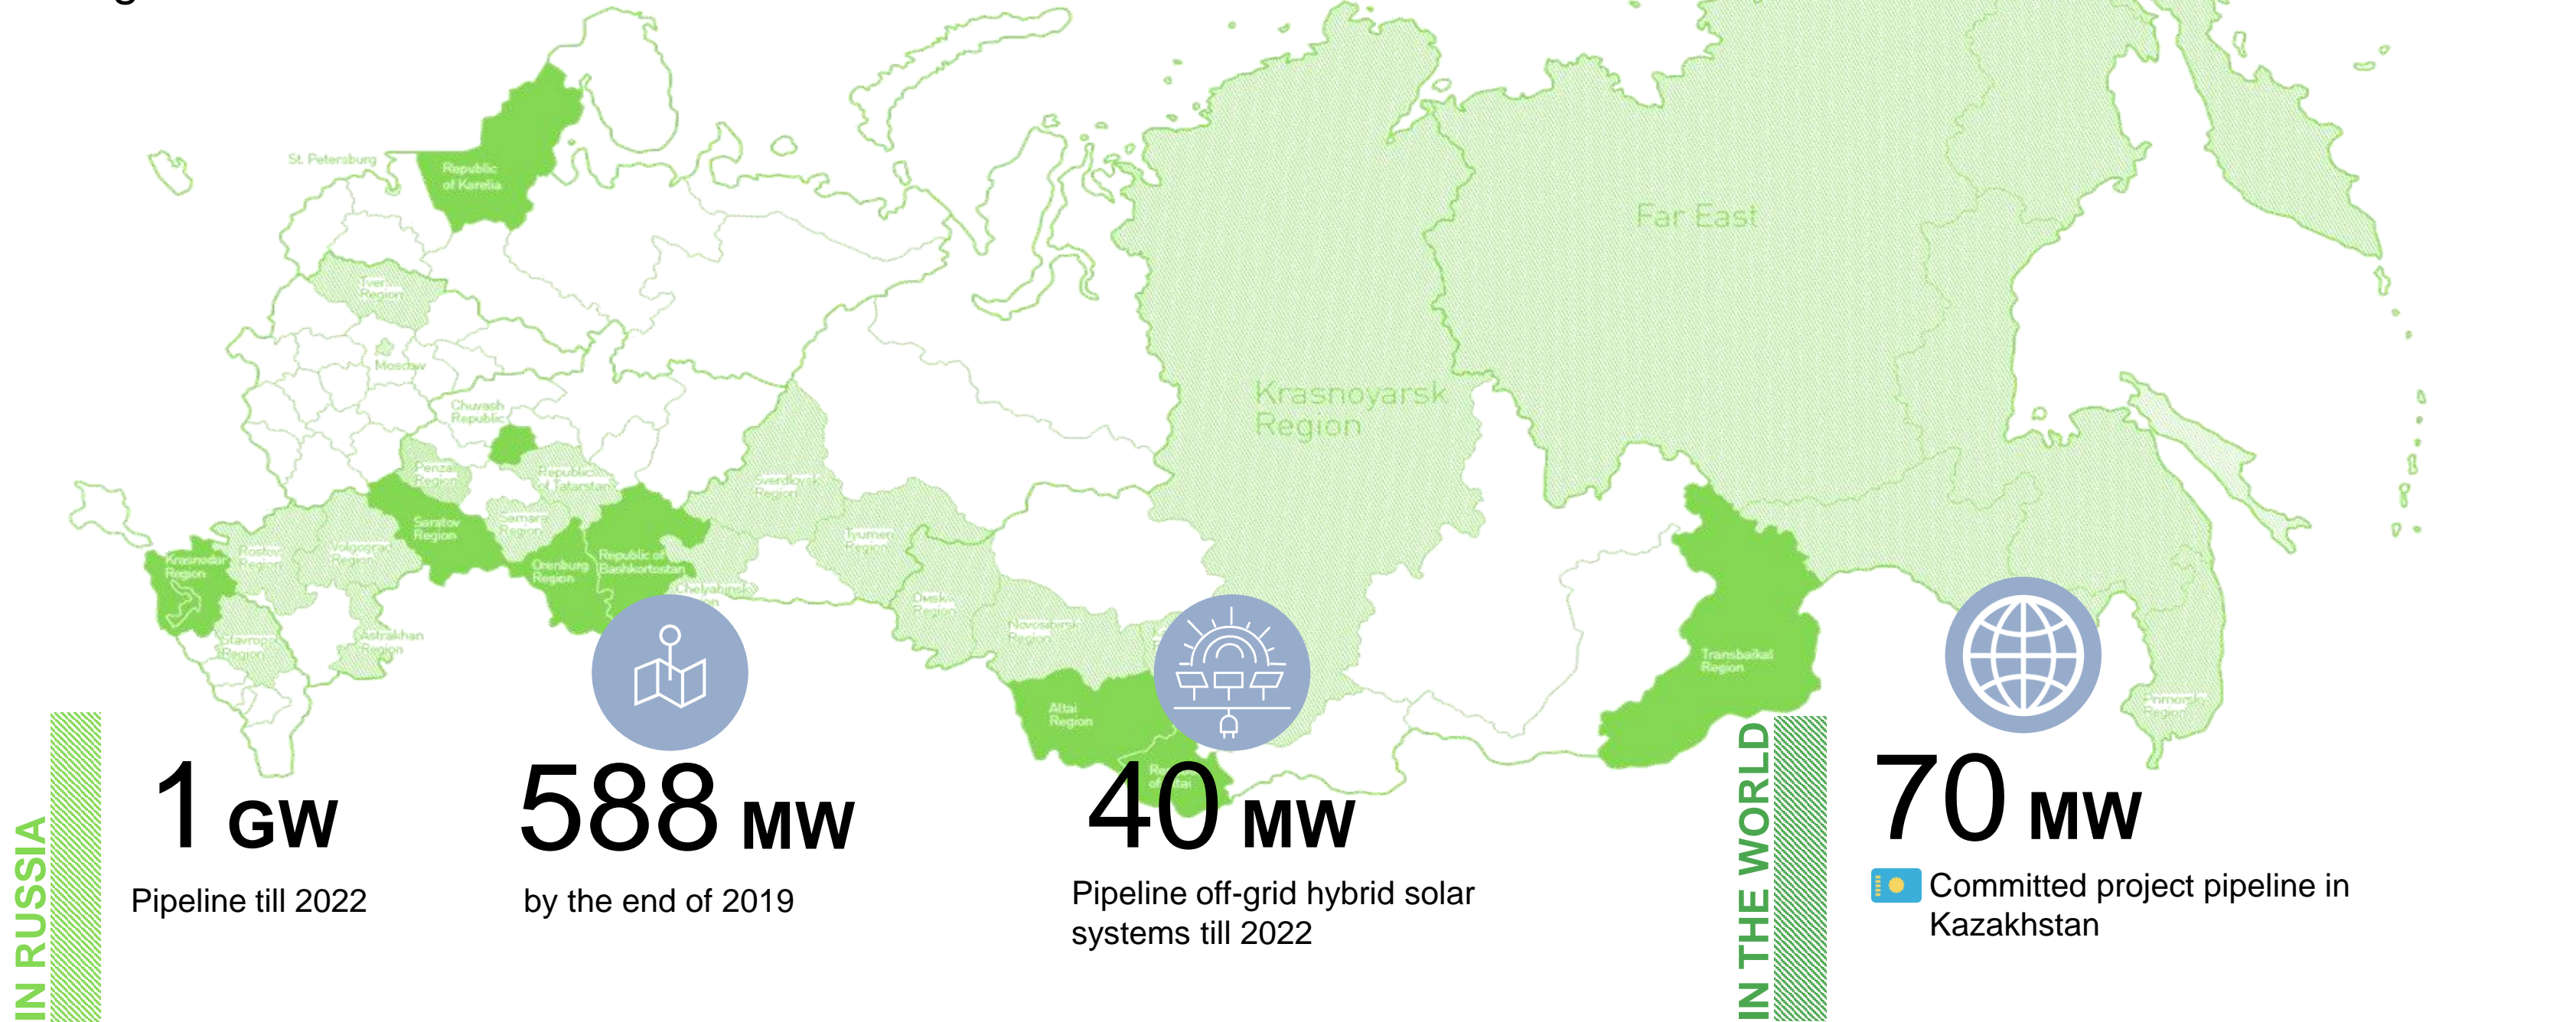 St. Petersburg
Republic
of Karelia
Far East
Tver
Region
Moscow
Krasnoyarsk
Region
Chuvash
Republic
Penza
Region
Republic
of Tatarstan
Sverdlovsk
Region
Saratov
Region
Samara
Region
Tyumen
Region
Krasnodar
Region
Rostov
Region
Volgograd
Region
Orenburg
Region
Republic of
Bashkortostan
Chelyabinsk
Omsk
Region
Novosibirsk
Region
Stavropol
Region
Astrakhan
Region
Altai
Region
Transbaikal
Region
Primorsky
Region
IN RUSSIA
1 GW
Pipeline till 2022
588 MW
by the end of 2019
40 MW
Pipeline off-grid hybrid solar
systems till 2022
IN THE WORLD
70 MW
Committed project pipeline in
Kazakhstan